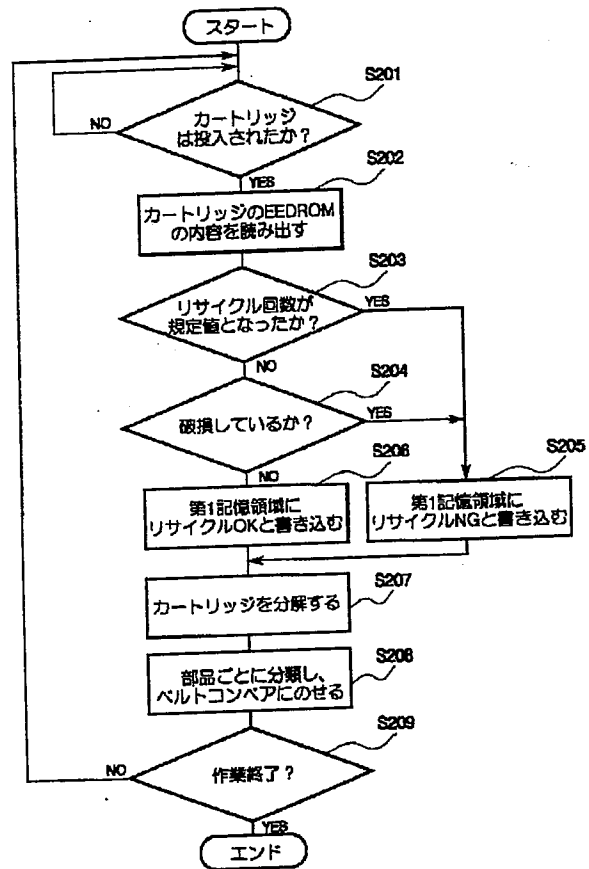 スタート
S201
カートリッジ
は投入されたか?
NO
YES
S202
カートリッジのEEDROM
の内容を読み出す
S203
リサイクル回数が
規定値となったか?
YES
NO
S204
破損しているか?
YES
NO
S206
第1記憶領域に
リサイクルOKと書き込む
S205
第1記憶領域に
リサイクルNGと書き込む
S207
カートリッジを分解する
S208
部品ごとに分類し、
ベルトコンベアにのせる
S209
作業終了?
NO
YES
エンド